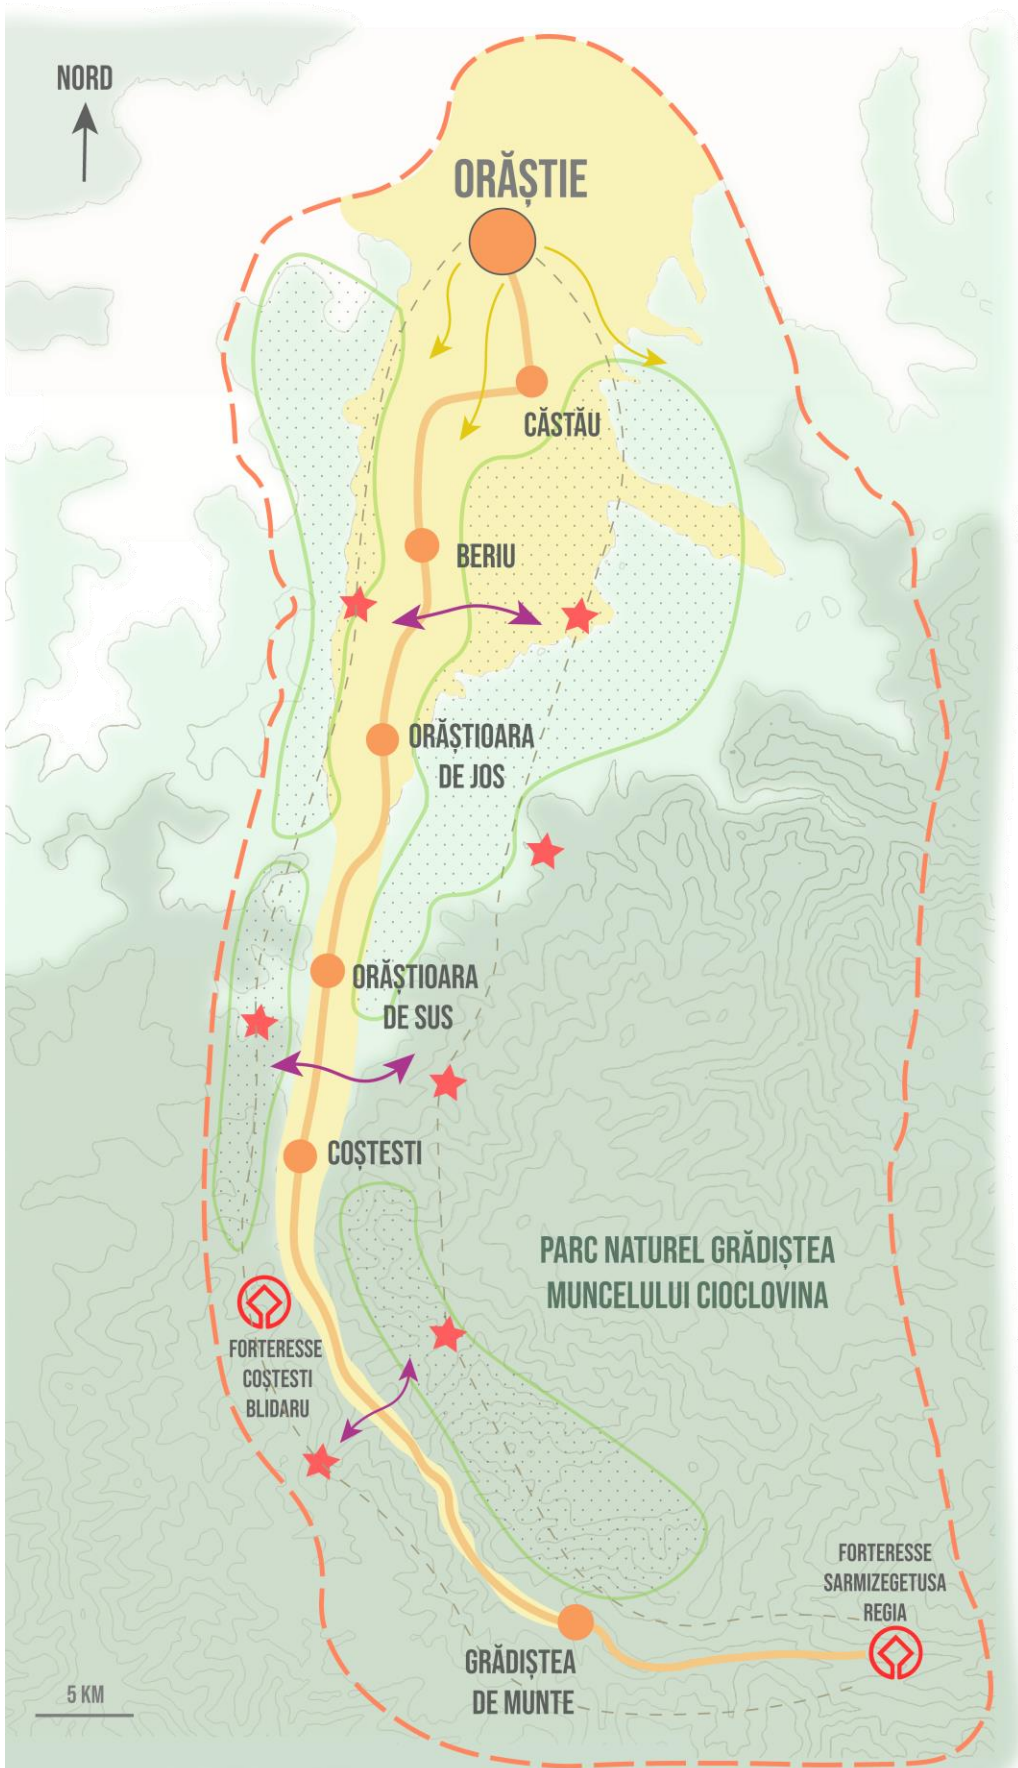 NORD
ORĂȘTIE
CĂSTĂU
BERIU
ORĂȘTIOARA
DE JOS
ORĂȘTIOARA
DE SUS
COȘTESTI
PARC NATUREL GRĂDIȘTEA
MUNCELULUI CIOCLOVINA
FORTERESSE
COȘTESTI
BLIDARU
FORTERESSE
SARMIZEGETUSA
REGIA
GRĂDIȘTEA
DE MUNTE
5 KM